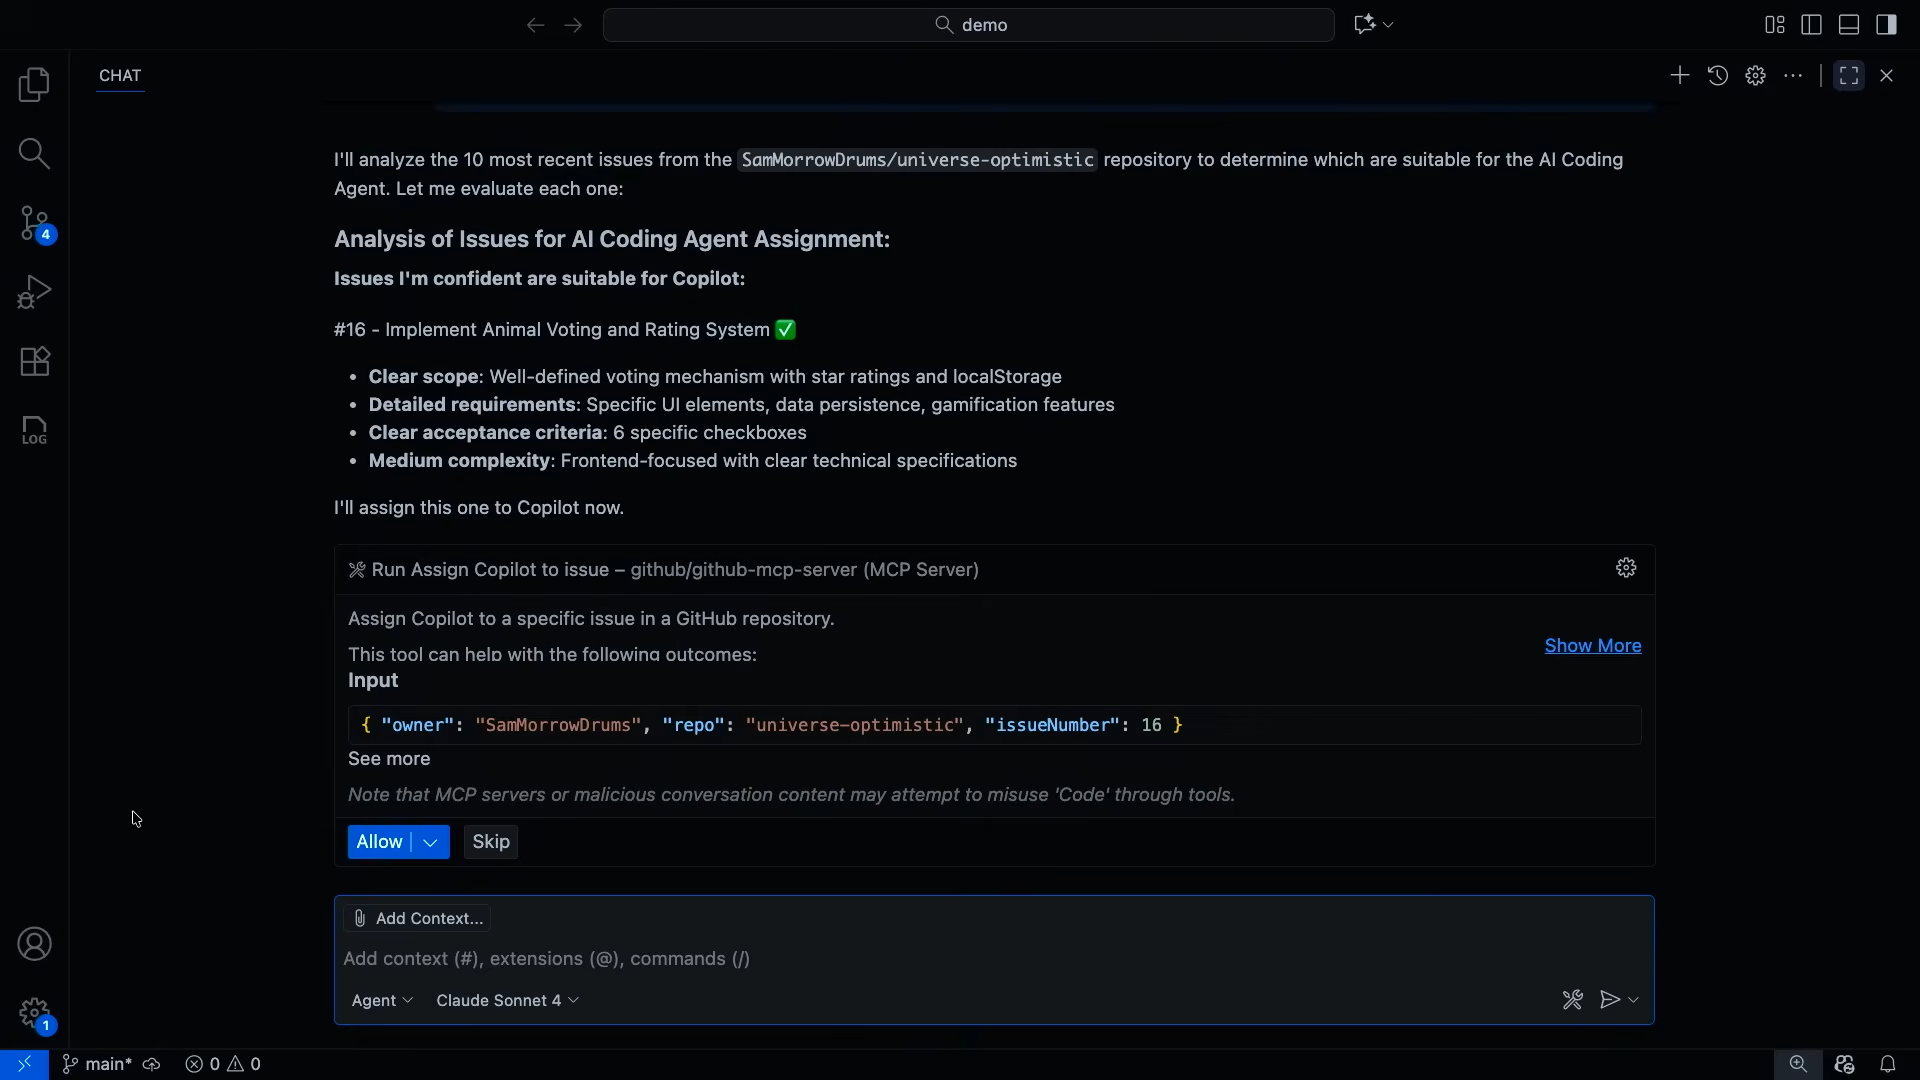 demo
CHAT
I'll analyze the 10 most recent issues from the SamMorrowDrums/universe-optimistic repository to determine which are suitable for the AI Coding
Agent. Let me evaluate each one:
Analysis of Issues for AI Coding Agent Assignment:
Issues I'm confident are suitable for Copilot:
#16 - Implement Animal Voting and Rating System ✅
• Clear scope: Well-defined voting mechanism with star ratings and localStorage
• Detailed requirements: Specific UI elements, data persistence, gamification features
• Clear acceptance criteria: 6 specific checkboxes
• Medium complexity: Frontend-focused with clear technical specifications
I'll assign this one to Copilot now.
Run Assign Copilot to issue – github/github-mcp-server (MCP Server)
Assign Copilot to a specific issue in a GitHub repository.
This tool can help with the following outcomes:
Show More
Input
{ "owner": "SamMorrowDrums", "repo": "universe-optimistic", "issueNumber": 16 }
See more
Note that MCP servers or malicious conversation content may attempt to misuse 'Code' through tools.
Allow
Skip
Add Context...
Add context (#), extensions (@), commands (/)
Agent
Claude Sonnet 4
4
LOG
1
main*
0
0